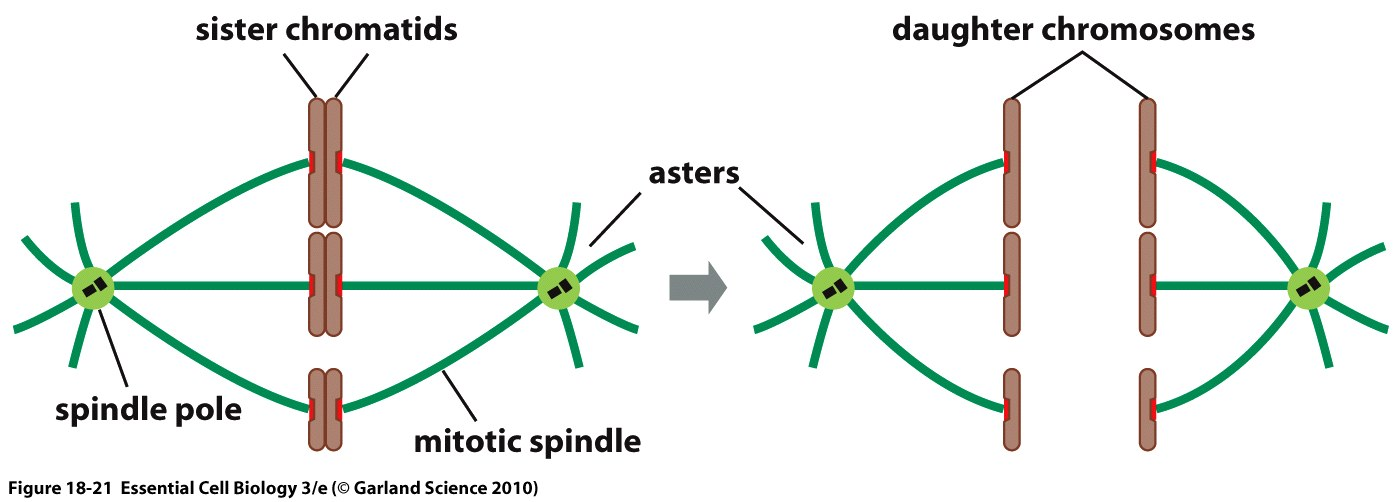 sister chromatids
daughter chromosomes
asters
spindle pole
mitotic spindle
Figure 18-21 Essential Cell Biology 3/e (© Garland Science 2010)